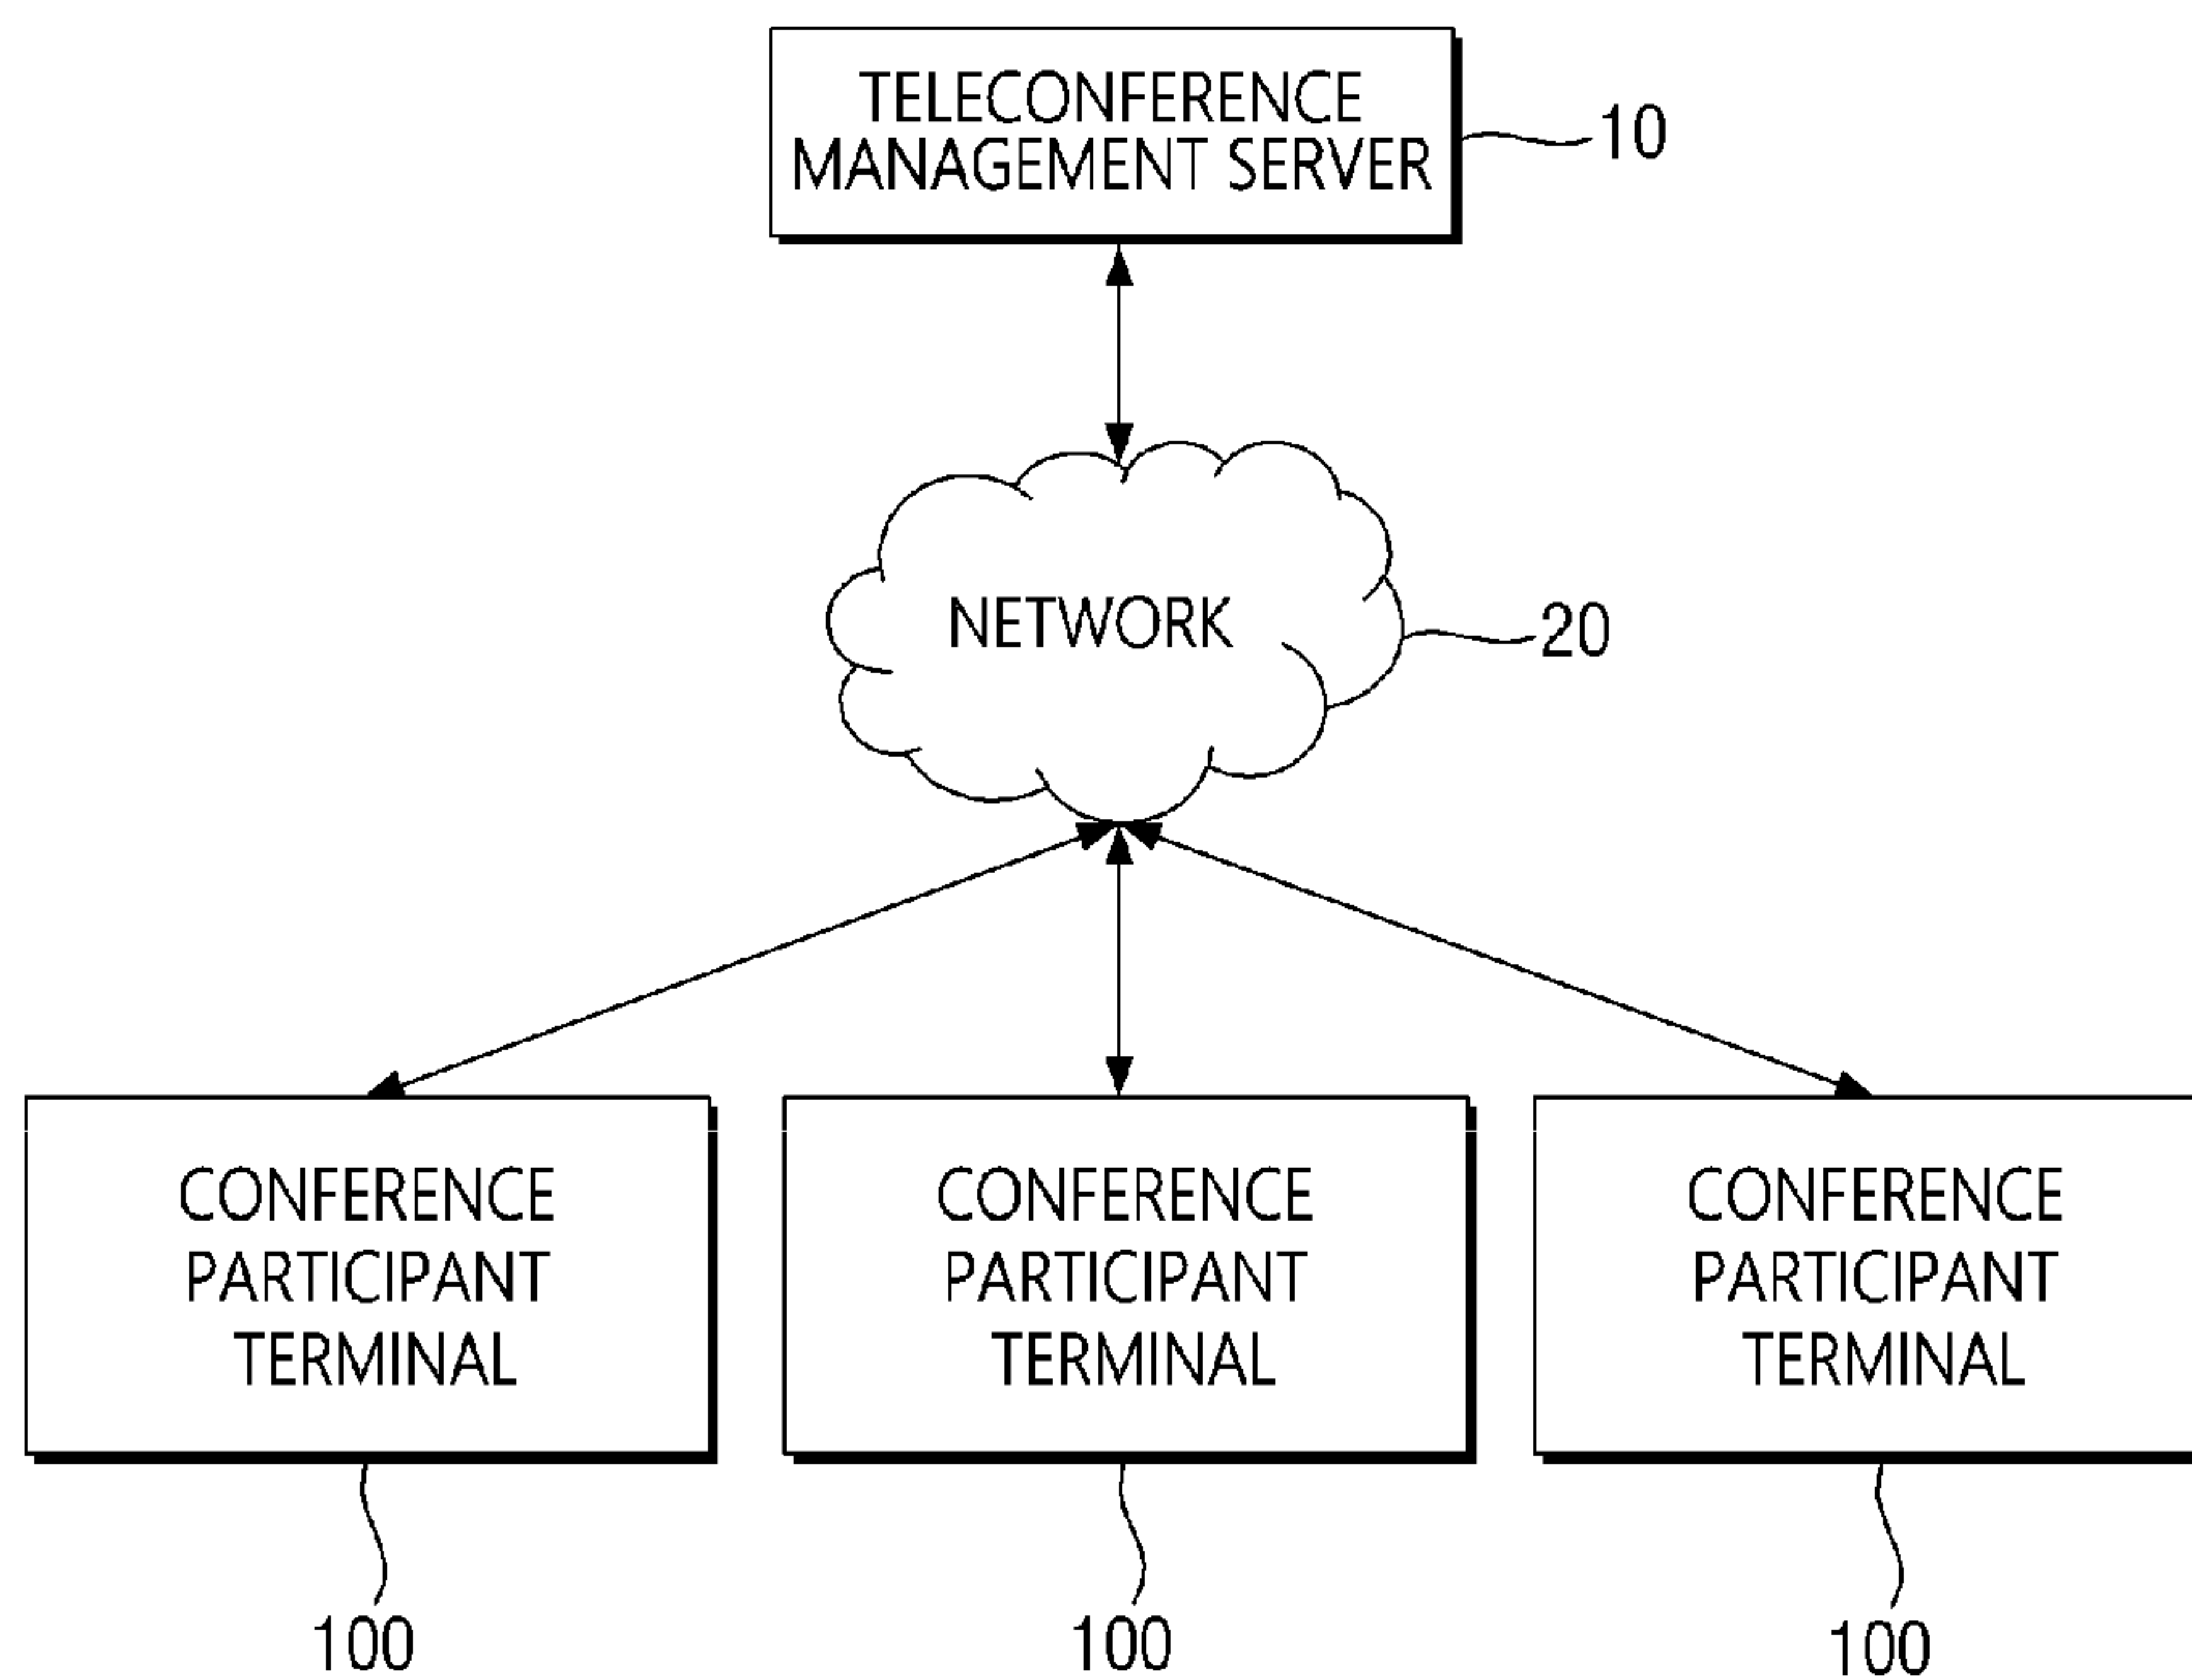 TELECONFERENCE
MANAGEMENT SERVER
10
NETWORK
20
CONFERENCE
PARTICIPANT
TERMINAL
CONFERENCE
PARTICIPANT
TERMINAL
CONFERENCE
PARTICIPANT
TERMINAL
100
100
100